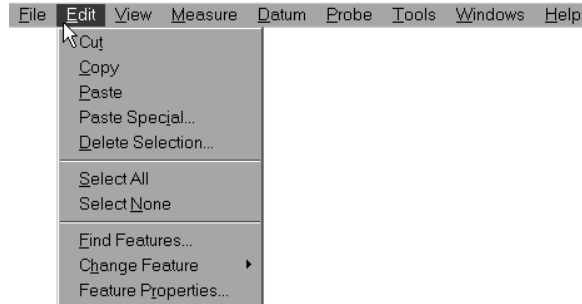 File Edit View Measure Datum Probe Tools Windows Help
Cut
Copy
Paste
Paste Special...
Delete Selection...
Select All
Select None
Find Features...
Change Feature
Feature Properties...